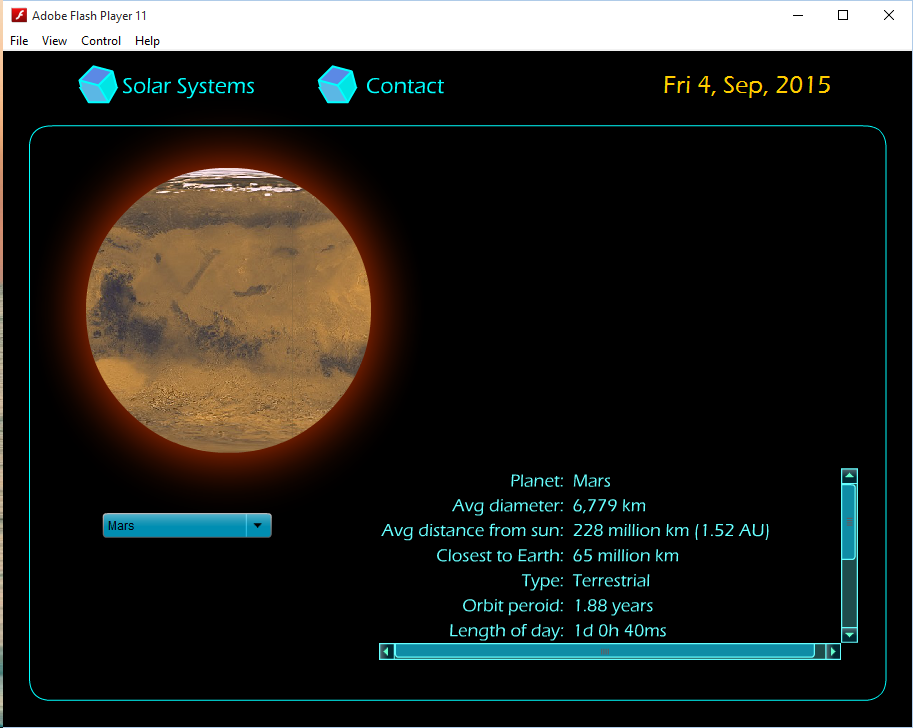 Adobe Flash Player 11
File View Control Help
Solar Systems Contact Fri 4, Sep, 2015
Planet: Mars
Avg diameter: 6,779 km
Mars
Avg distance from sun: 228 million km (1.52 AU)
Closest to Earth: 65 million km
Type: Terrestrial
Orbit peroid: 1.88 years
Length of day: 1d 0h 40ms